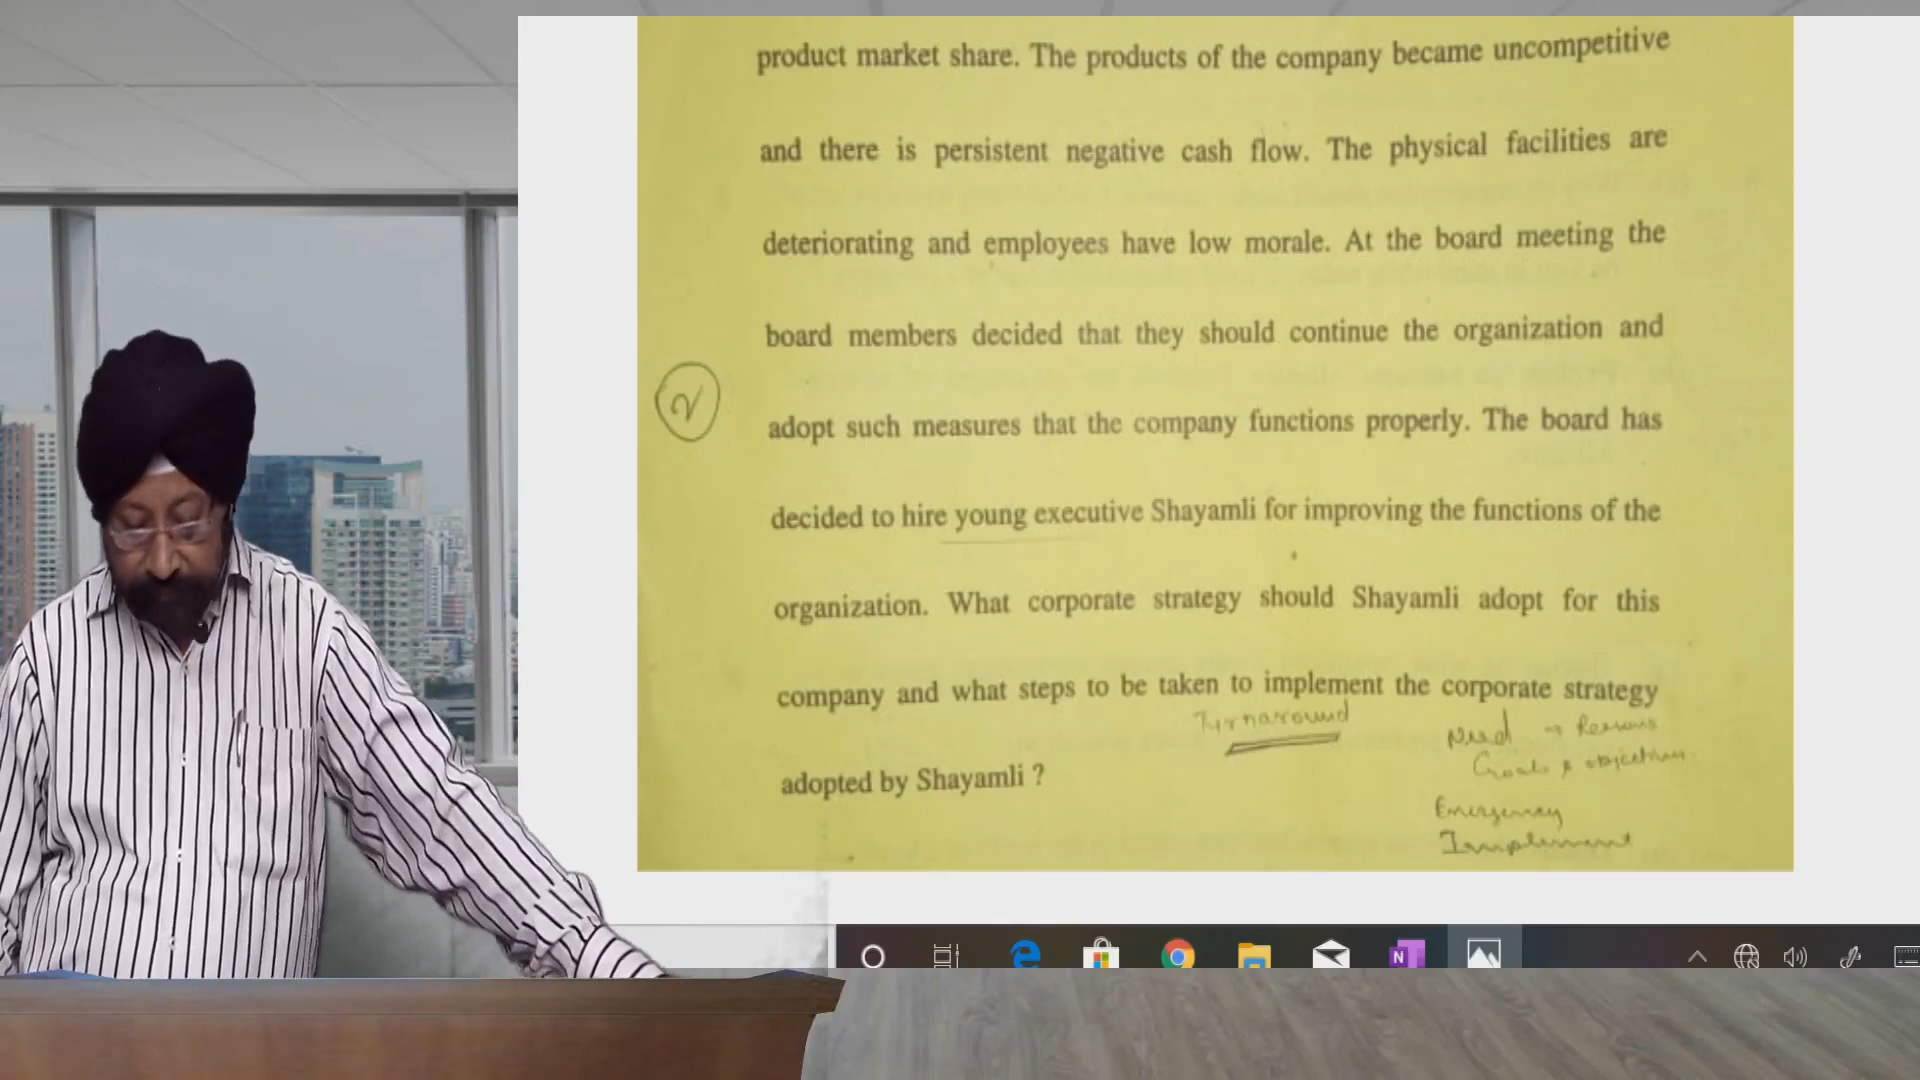 product market share. The products of the company became uncompetitive
and there is persistent negative cash flow. The physical facilities are
deteriorating and employees have low morale. At the board meeting the
board members decided that they should continue the organization and
adopt such measures that the company functions properly. The board has
decided to hire young executive Shayamli for improving the functions of the
organization. What corporate strategy should Shayamli adopt for this
company and what steps to be taken to implement the corporate strategy
Turnaround
Need → Reasons
Goals & objectives
adopted by Shayamli ?
Emergency
Implement
N